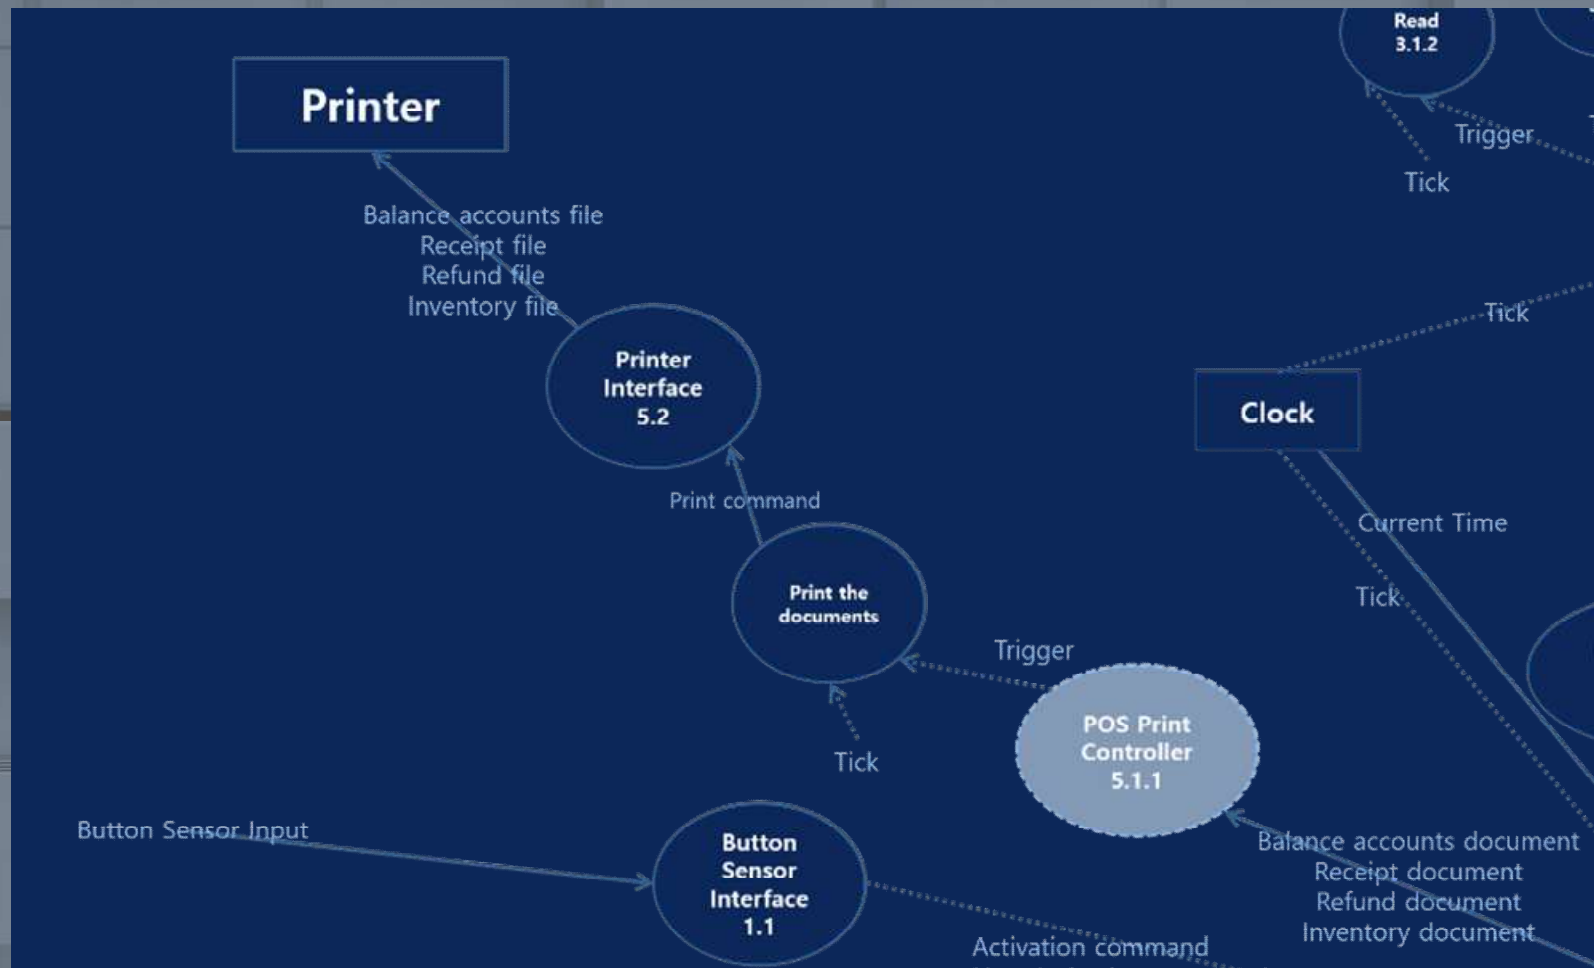 Read
3.1.2
Printer
Trigger
Tick
Balance accounts file
Receipt file
Refund file
Inventory file
Tick
Printer
Interface
5.2
Clock
Print command
Current Time
Print the
documents
Tick
Trigger
POS Print
Controller
5.1.1
Tick
Button Sensor Input
Button
Sensor
Interface
1.1
Balance accounts document
Receipt document
Refund document
Inventory document
Activation command